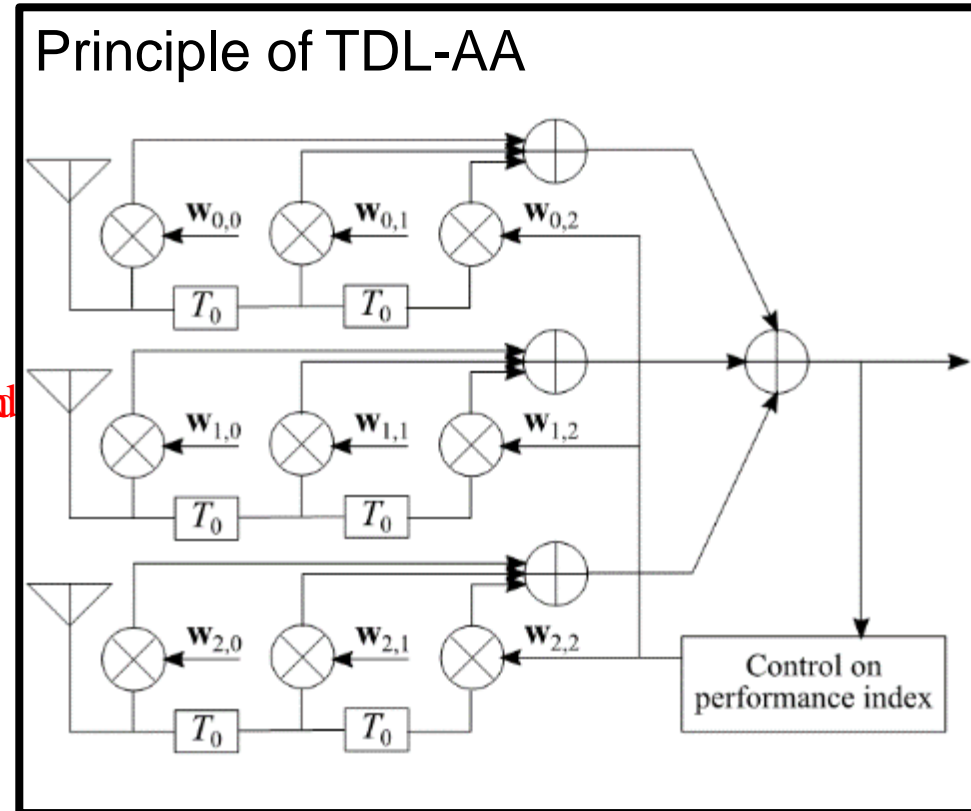 Principle of TDL-AA
w0,0 w0,1 w0,2
T0 T0
w1,0 w1,1 w1,2
T0 T0
w2,0 w2,1 w2,2
T0 T0
Control on
performance index